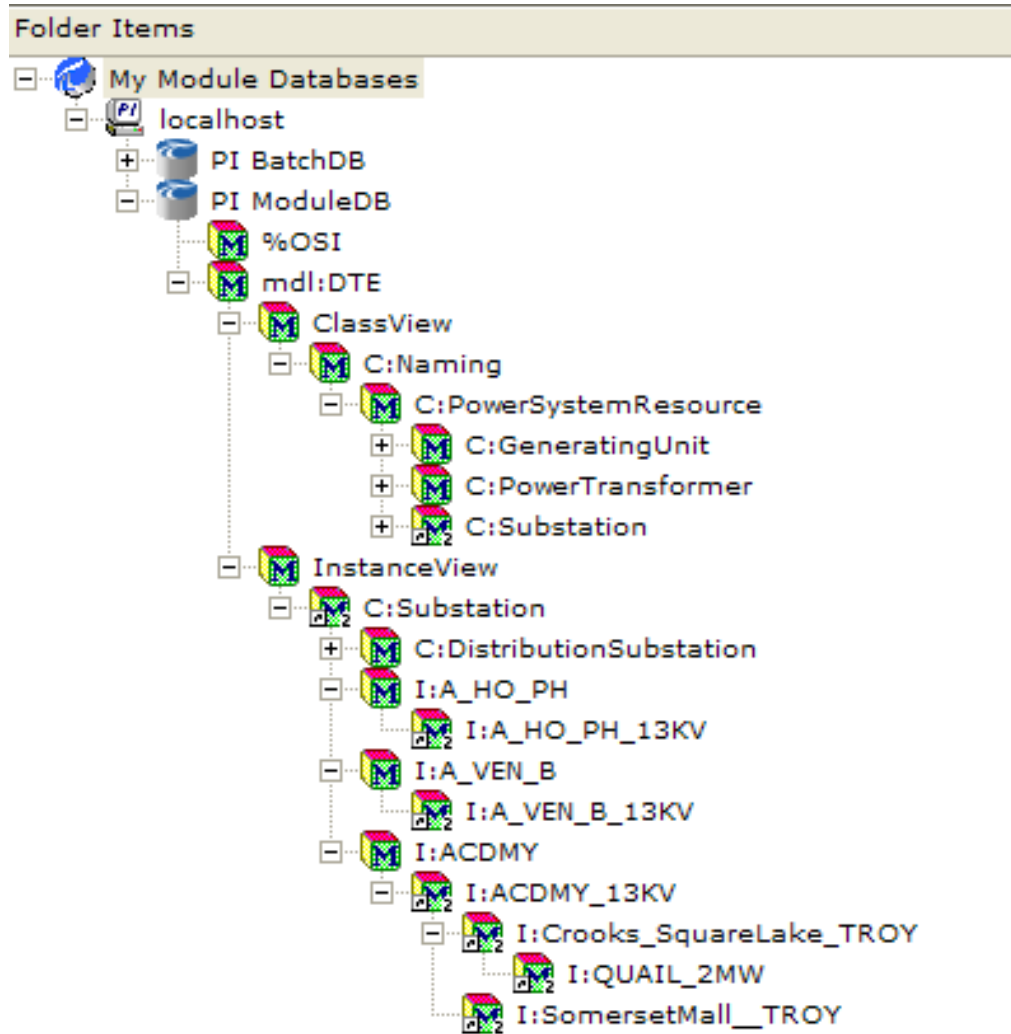 Folder Items
My Module Databases
localhost
PI BatchDB
PI ModuleDB
%OSI
mdl:DTE
ClassView
C:Naming
C:PowerSystemResource
C:GeneratingUnit
C:PowerTransformer
C:Substation
InstanceView
C:Substation
C:DistributionSubstation
I:A_HO_PH
I:A_HO_PH_13KV
I:A_VEN_B
I:A_VEN_B_13KV
I:ACDMY
I:ACDMY_13KV
I:Crooks_SquareLake_TROY
I:QUAIL_2MW
I:SomersetMall__TROY